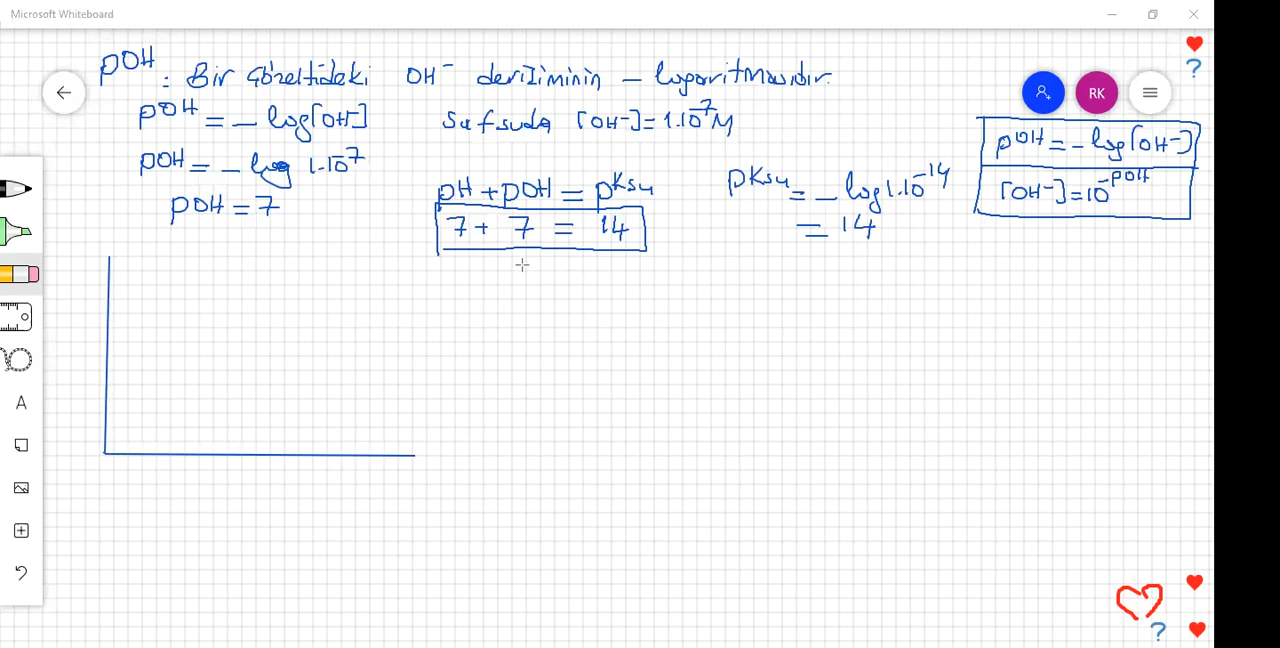 Microsoft Whiteboard
pOH : Bir çözeltideki OH⁻ derişiminin – logaritmasıdır.
pOH = – log[OH⁻] Saf suda [OH⁻] = 1.10⁻⁷ M
pOH = – log 1.10⁻⁷
pOH = 7
pH + pOH = pKsu
7 + 7 = 14
pKsu = – log 1.10⁻¹⁴
= 14
pOH = – log[OH⁻]
[OH⁻] = 10⁻ᵖᴼᴴ
RK
?
A
?